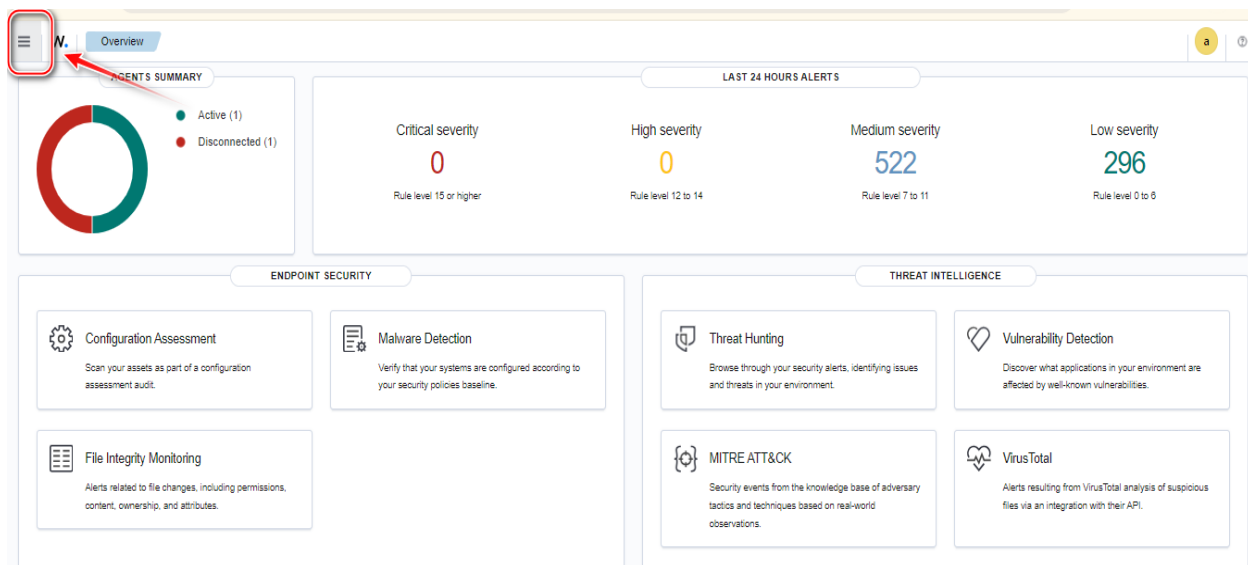 W. Overview a
AGENTS SUMMARY
Active (1)
Disconnected (1)
LAST 24 HOURS ALERTS
Critical severity
0
Rule level 15 or higher
High severity
0
Rule level 12 to 14
Medium severity
522
Rule level 7 to 11
Low severity
296
Rule level 0 to 6
ENDPOINT SECURITY
Configuration Assessment
Scan your assets as part of a configuration
assessment audit.
Malware Detection
Verify that your systems are configured according to
your security policies baseline.
File Integrity Monitoring
Alerts related to file changes, including permissions,
content, ownership, and attributes.
THREAT INTELLIGENCE
Threat Hunting
Browse through your security alerts, identifying issues
and threats in your environment.
Vulnerability Detection
Discover what applications in your environment are
affected by well-known vulnerabilities.
MITRE ATT&CK
Security events from the knowledge base of adversary
tactics and techniques based on real-world
observations.
VirusTotal
Alerts resulting from VirusTotal analysis of suspicious
files via an integration with their API.